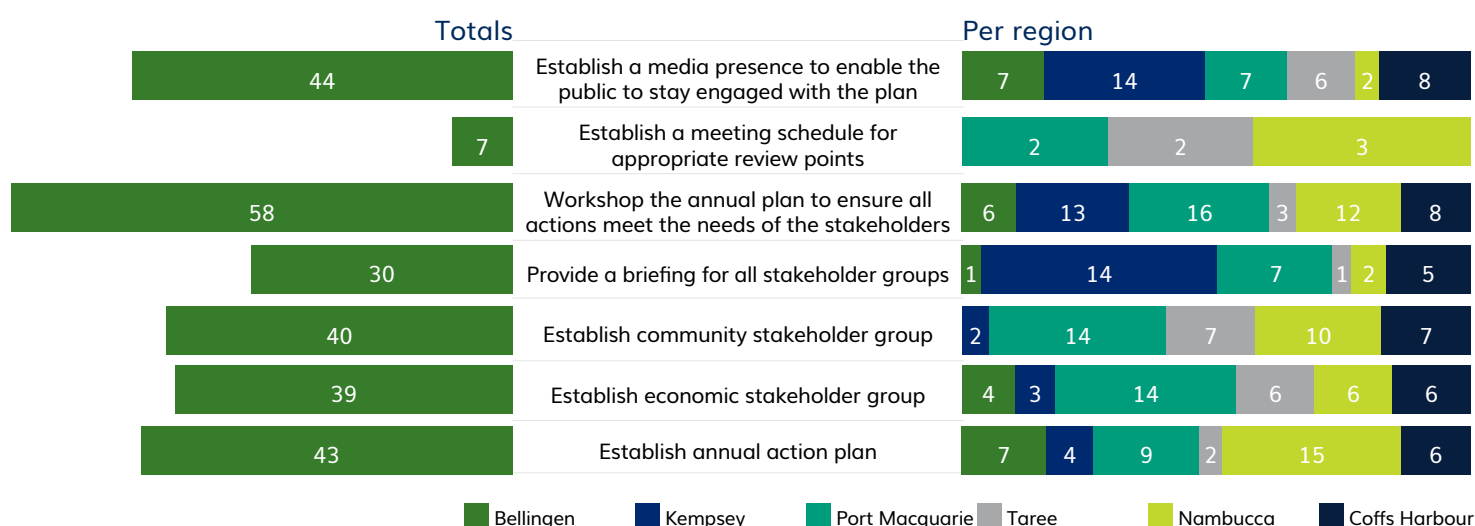 Totals
Per region
44
Establish a media presence to enable the
public to stay engaged with the plan
7 14 7 6 2 8
7
Establish a meeting schedule for
appropriate review points
2 2 3
58
Workshop the annual plan to ensure all
actions meet the needs of the stakeholders
6 13 16 3 12 8
30
Provide a briefing for all stakeholder groups
1 14 7 1 2 5
40
Establish community stakeholder group
2 14 7 10 7
39
Establish economic stakeholder group
4 3 14 6 6 6
43
Establish annual action plan
7 4 9 2 15 6
Bellingen Kempsey Port Macquarie Taree Nambucca Coffs Harbour